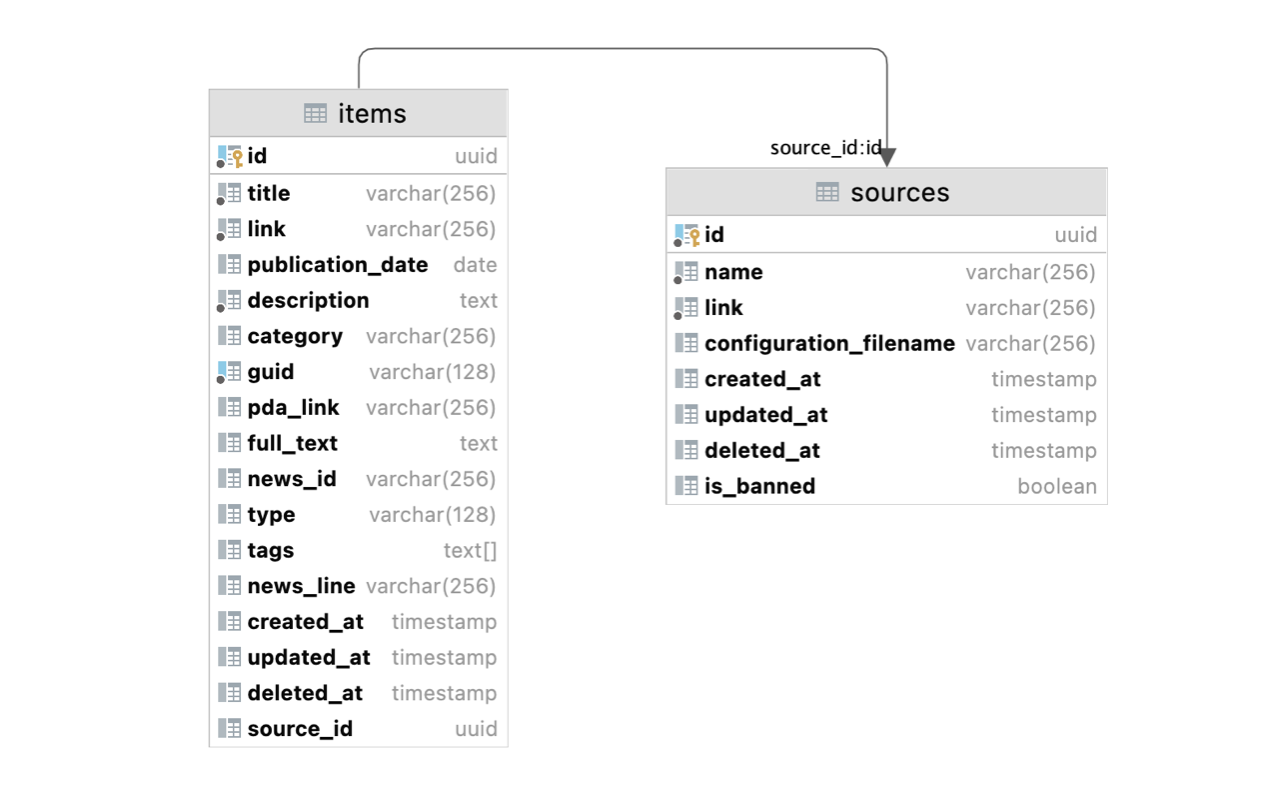 items
id uuid
title varchar(256)
link varchar(256)
publication_date date
description text
category varchar(256)
guid varchar(128)
pda_link varchar(256)
full_text text
news_id varchar(256)
type varchar(128)
tags text[]
news_line varchar(256)
created_at timestamp
updated_at timestamp
deleted_at timestamp
source_id uuid
source_id:id
sources
id uuid
name varchar(256)
link varchar(256)
configuration_filename varchar(256)
created_at timestamp
updated_at timestamp
deleted_at timestamp
is_banned boolean